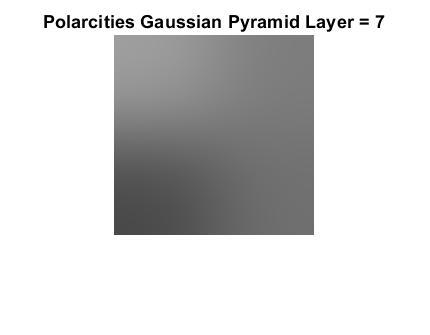 Polarcities Gaussian Pyramid Layer = 7